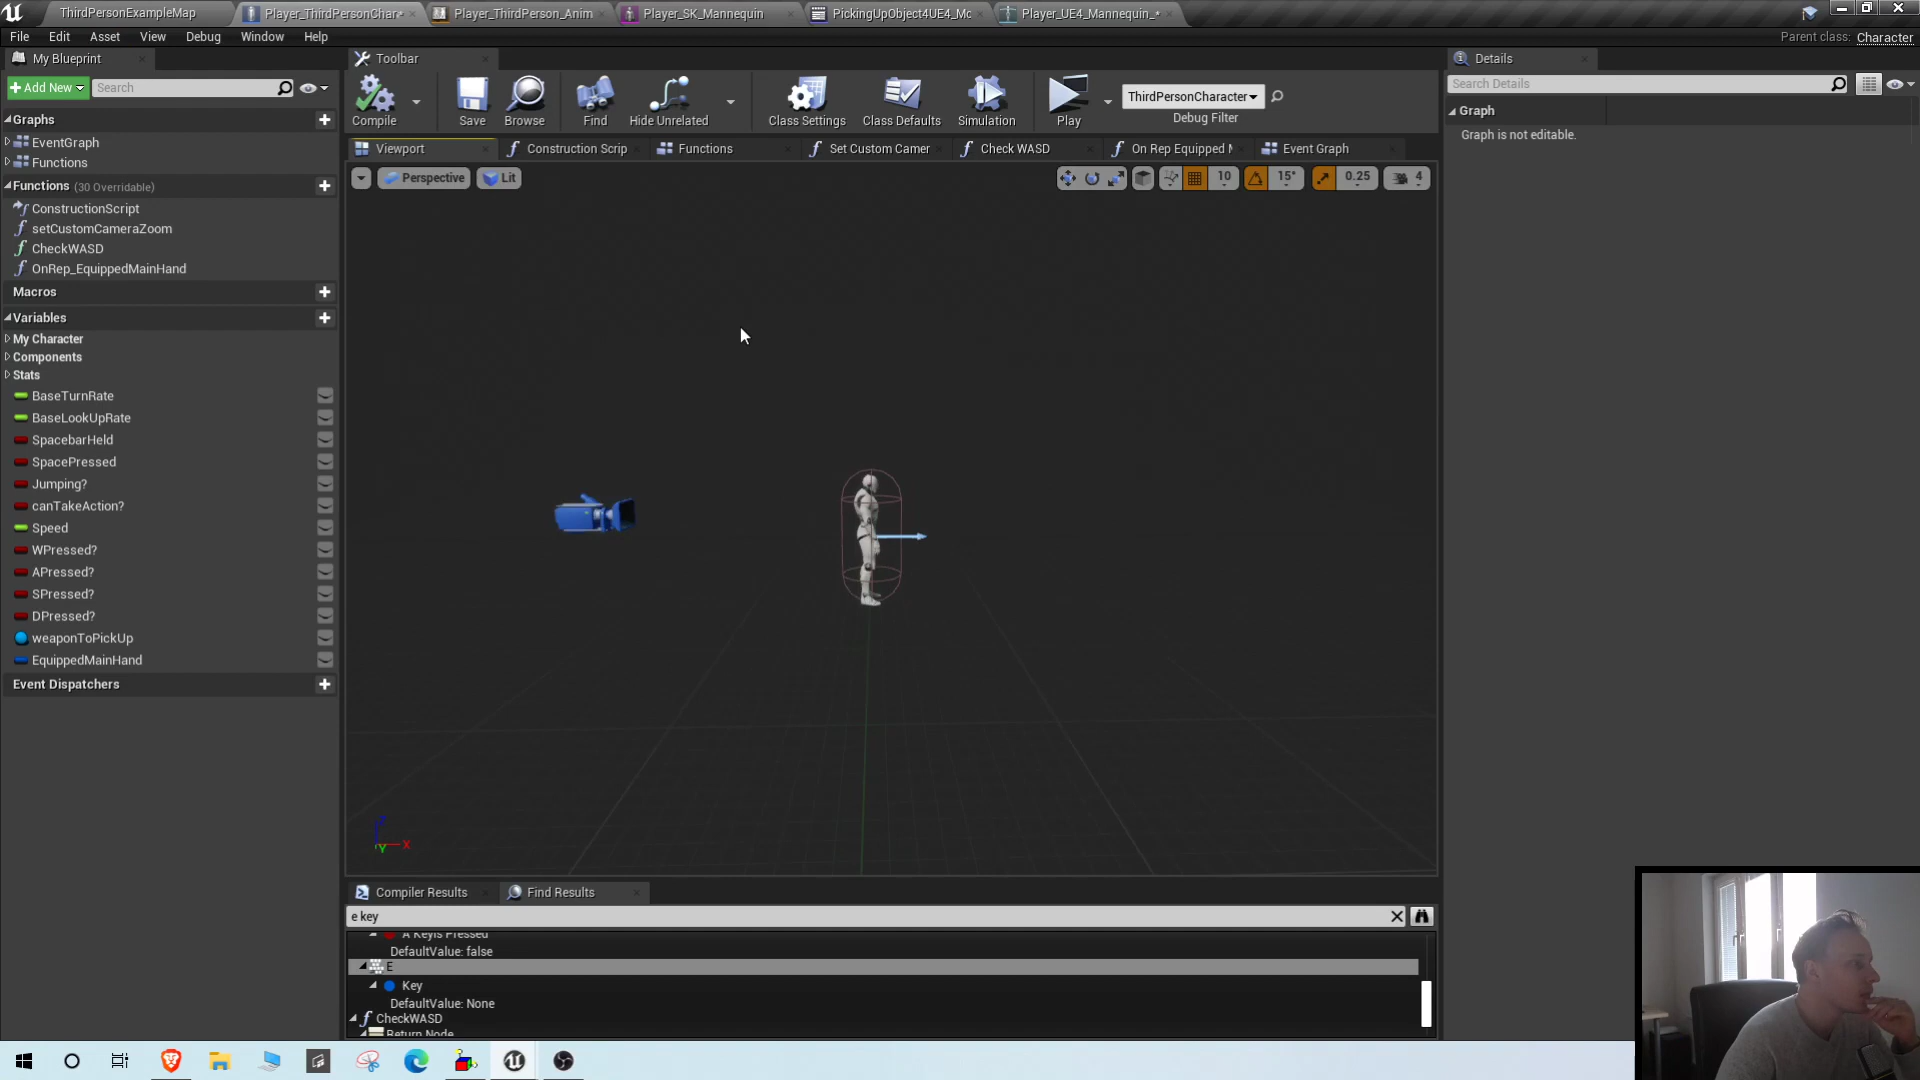 ThirdPersonExampleMap
Player_ThirdPersonChar*
Player_ThirdPerson_Anim
Player_SK_Mannequin
PickingUpObject4UE4_Mc
Player_UE4_Mannequin_*
File Edit Asset View Debug Window Help
Parent class: Character
My Blueprint
Add New
Search
Graphs
EventGraph
Functions
Functions (30 Overridable)
ConstructionScript
setCustomCameraZoom
CheckWASD
OnRep_EquippedMainHand
Macros
Variables
My Character
Components
Stats
BaseTurnRate
BaseLookUpRate
SpacebarHeld
SpacePressed
Jumping?
canTakeAction?
Speed
WPressed?
APressed?
SPressed?
DPressed?
weaponToPickUp
EquippedMainHand
Event Dispatchers
Toolbar
Compile
Save
Browse
Find
Hide Unrelated
Class Settings
Class Defaults
Simulation
Play
ThirdPersonCharacter
Debug Filter
Viewport
Construction Scrip
Functions
Set Custom Camer
Check WASD
On Rep Equipped M
Event Graph
Perspective
Lit
10
15°
0.25
4
Z
X
Y
Compiler Results
Find Results
e key
A Key Is Pressed
DefaultValue: false
E
Key
DefaultValue: None
CheckWASD
Return Node
Details
Search Details
Graph
Graph is not editable.